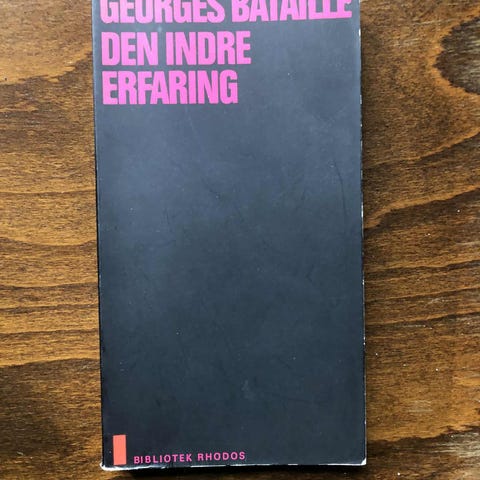 GEORGES BATAILLE
DEN INDRE
ERFARING
BIBLIOTEK RHODOS